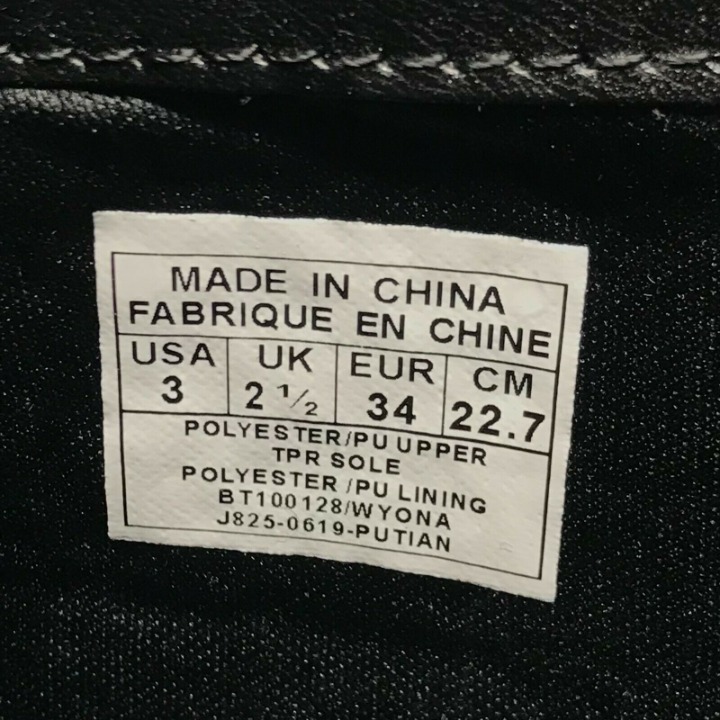 MADE IN CHINA
FABRIQUE EN CHINE
USA UK EUR CM
3 2 1/2 34 22.7
POLYESTER/PU UPPER
TPR SOLE
POLYESTER /PU LINING
BT100128/WYONA
J825-0619-PUTIAN